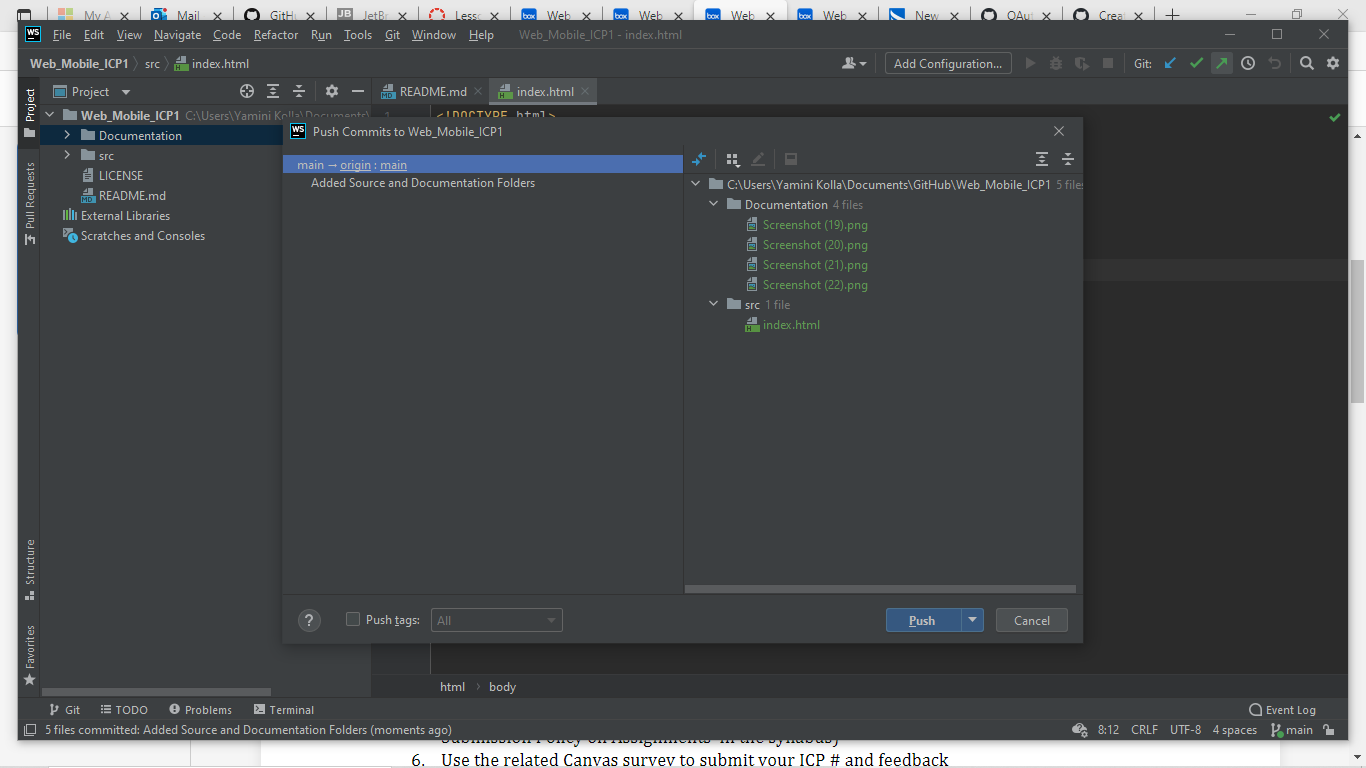 My A Mail GitHu JetBr Less Web Web Web Web New OAut Creat
WS File Edit View Navigate Code Refactor Run Tools Git Window Help Web_Mobile_ICP1 - index.html
Web_Mobile_ICP1 src index.html Add Configuration... Git:
Project Project README.md index.html
1 <!DOCTYPE html>
Web_Mobile_ICP1 C:\Users\Yamini Kolla\Documents\
Documentation
src
LICENSE
README.md
External Libraries
Scratches and Consoles
Pull Requests
Structure
Favorites
WS Push Commits to Web_Mobile_ICP1
main → origin : main
Added Source and Documentation Folders
C:\Users\Yamini Kolla\Documents\GitHub\Web_Mobile_ICP1 5 files
Documentation 4 files
Screenshot (19).png
Screenshot (20).png
Screenshot (21).png
Screenshot (22).png
src 1 file
index.html
? Push tags: All Push Cancel
html body
Git TODO Problems Terminal Event Log
5 files committed: Added Source and Documentation Folders (moments ago) 8:12 CRLF UTF-8 4 spaces main
Submission Policy on Assignments' in the syllabus)
6. Use the related Canvas survey to submit your ICP # and feedback